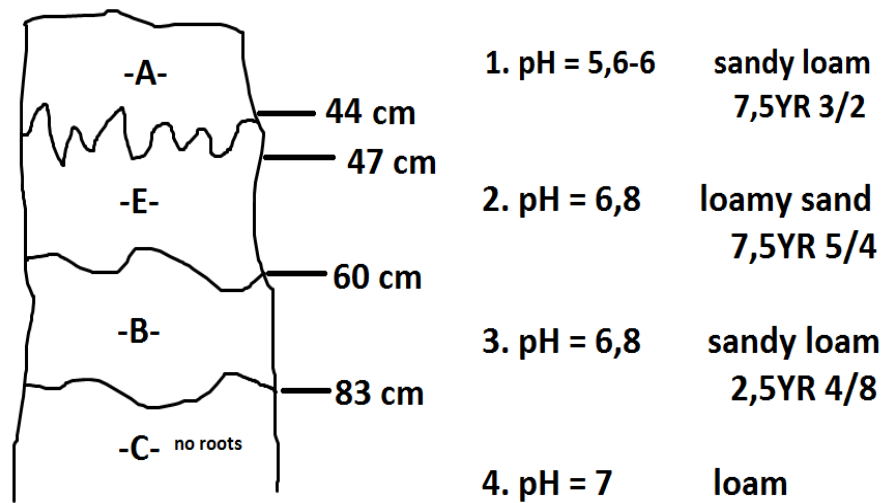 -A-
44 cm
47 cm
-E-
60 cm
-B-
83 cm
-C- no roots
1. pH = 5,6-6 sandy loam
7,5YR 3/2
2. pH = 6,8 loamy sand
7,5YR 5/4
3. pH = 6,8 sandy loam
2,5YR 4/8
4. pH = 7 loam